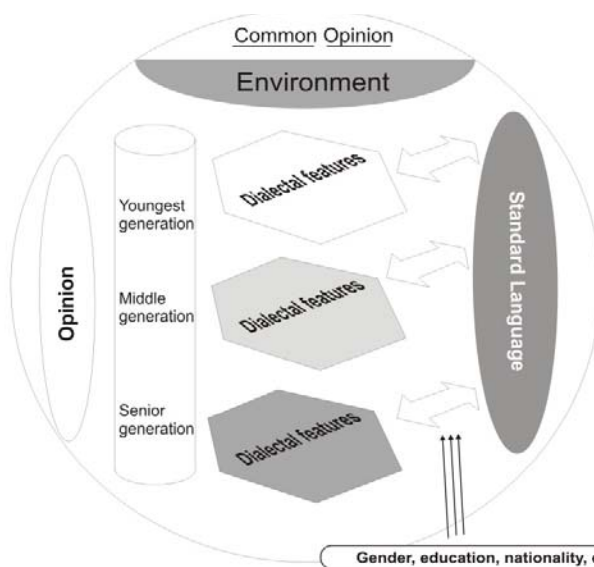 Common Opinion
Environment
Opinion
Youngest
generation
Middle
generation
Senior
generation
Dialectal features
Dialectal features
Dialectal features
Standard Language
Gender, education, nationality,